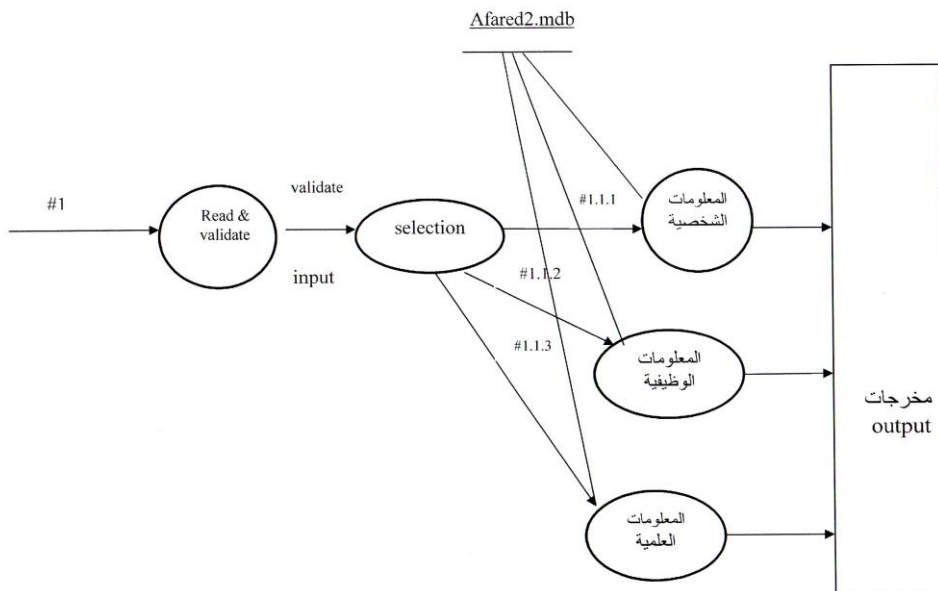 Afared2.mdb
#1
Read &
validate
validate
input
selection
#1.1.1
#1.1.2
#1.1.3
المعلومات
الشخصية
المعلومات
الوظيفية
المعلومات
العلمية
مخرجات
output